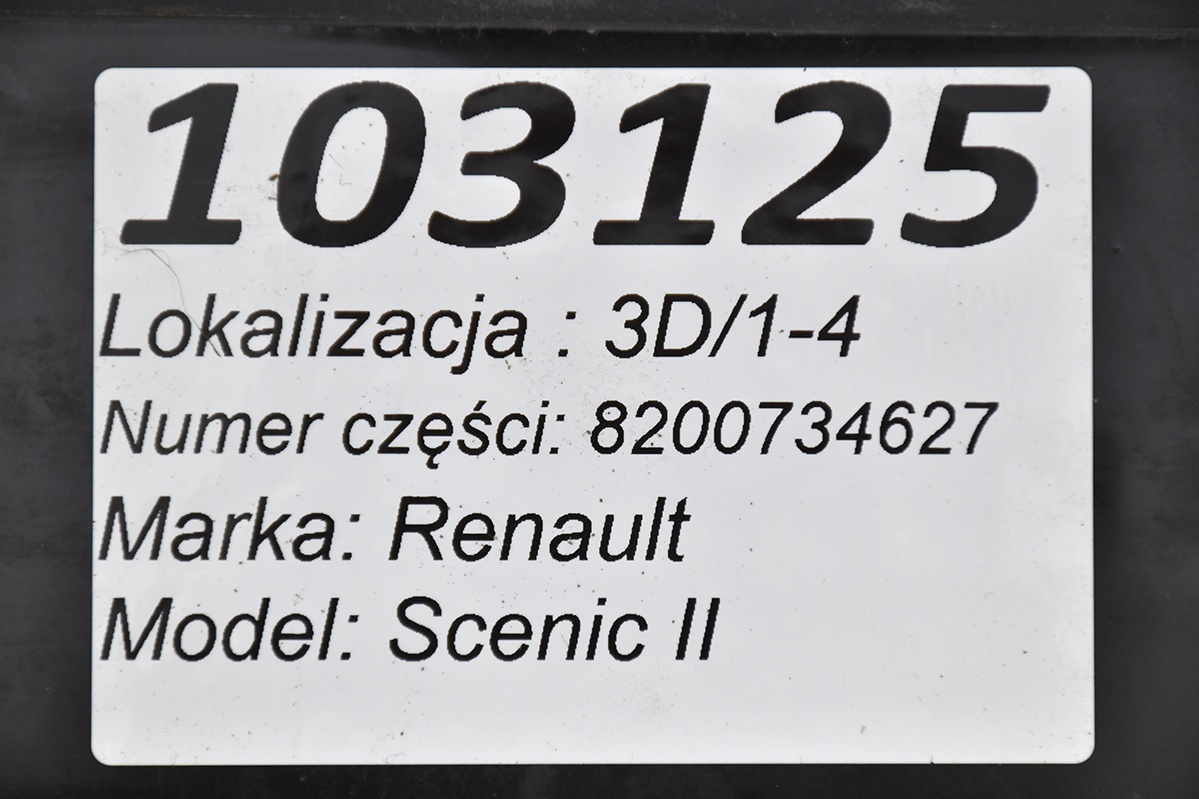 103125
Lokalizacja : 3D/1-4
Numer części: 8200734627
Marka: Renault
Model: Scenic II